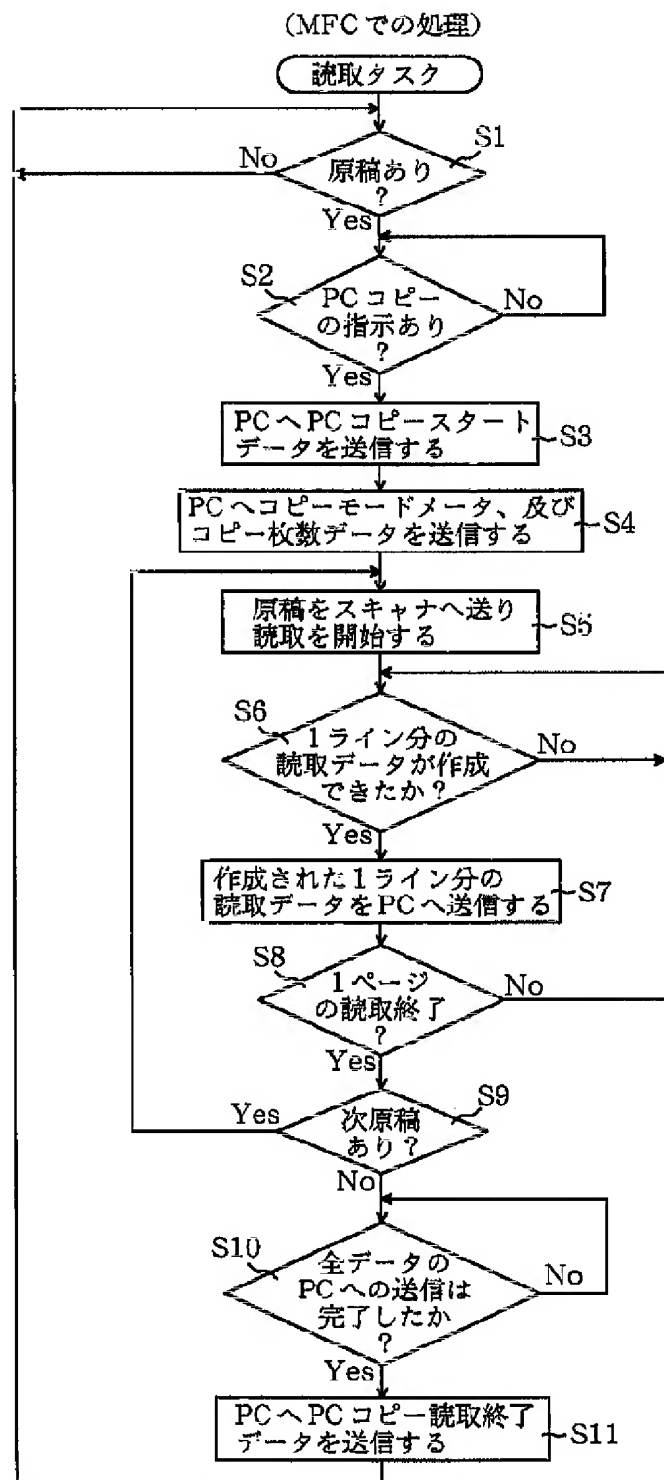 (MFCでの処理)
読取タスク
S1
No
原稿あり
?
Yes
S2
PCコピー
の指示あり
?
No
Yes
PCへPCコピースタート
データを送信する
S3
PCへコピーモードメータ、及び
コピー枚数データを送信する
S4
原稿をスキャナへ送り
読取を開始する
S5
S6
1ライン分の
読取データが作成
できたか?
No
Yes
作成された1ライン分の
読取データをPCへ送信する
S7
S8
1ページ
の読取終了
?
No
Yes
S9
Yes
次原稿
あり?
No
S10
全データの
PCへの送信は
完了したか
?
No
Yes
PCへPCコピー読取終了
データを送信する
S11